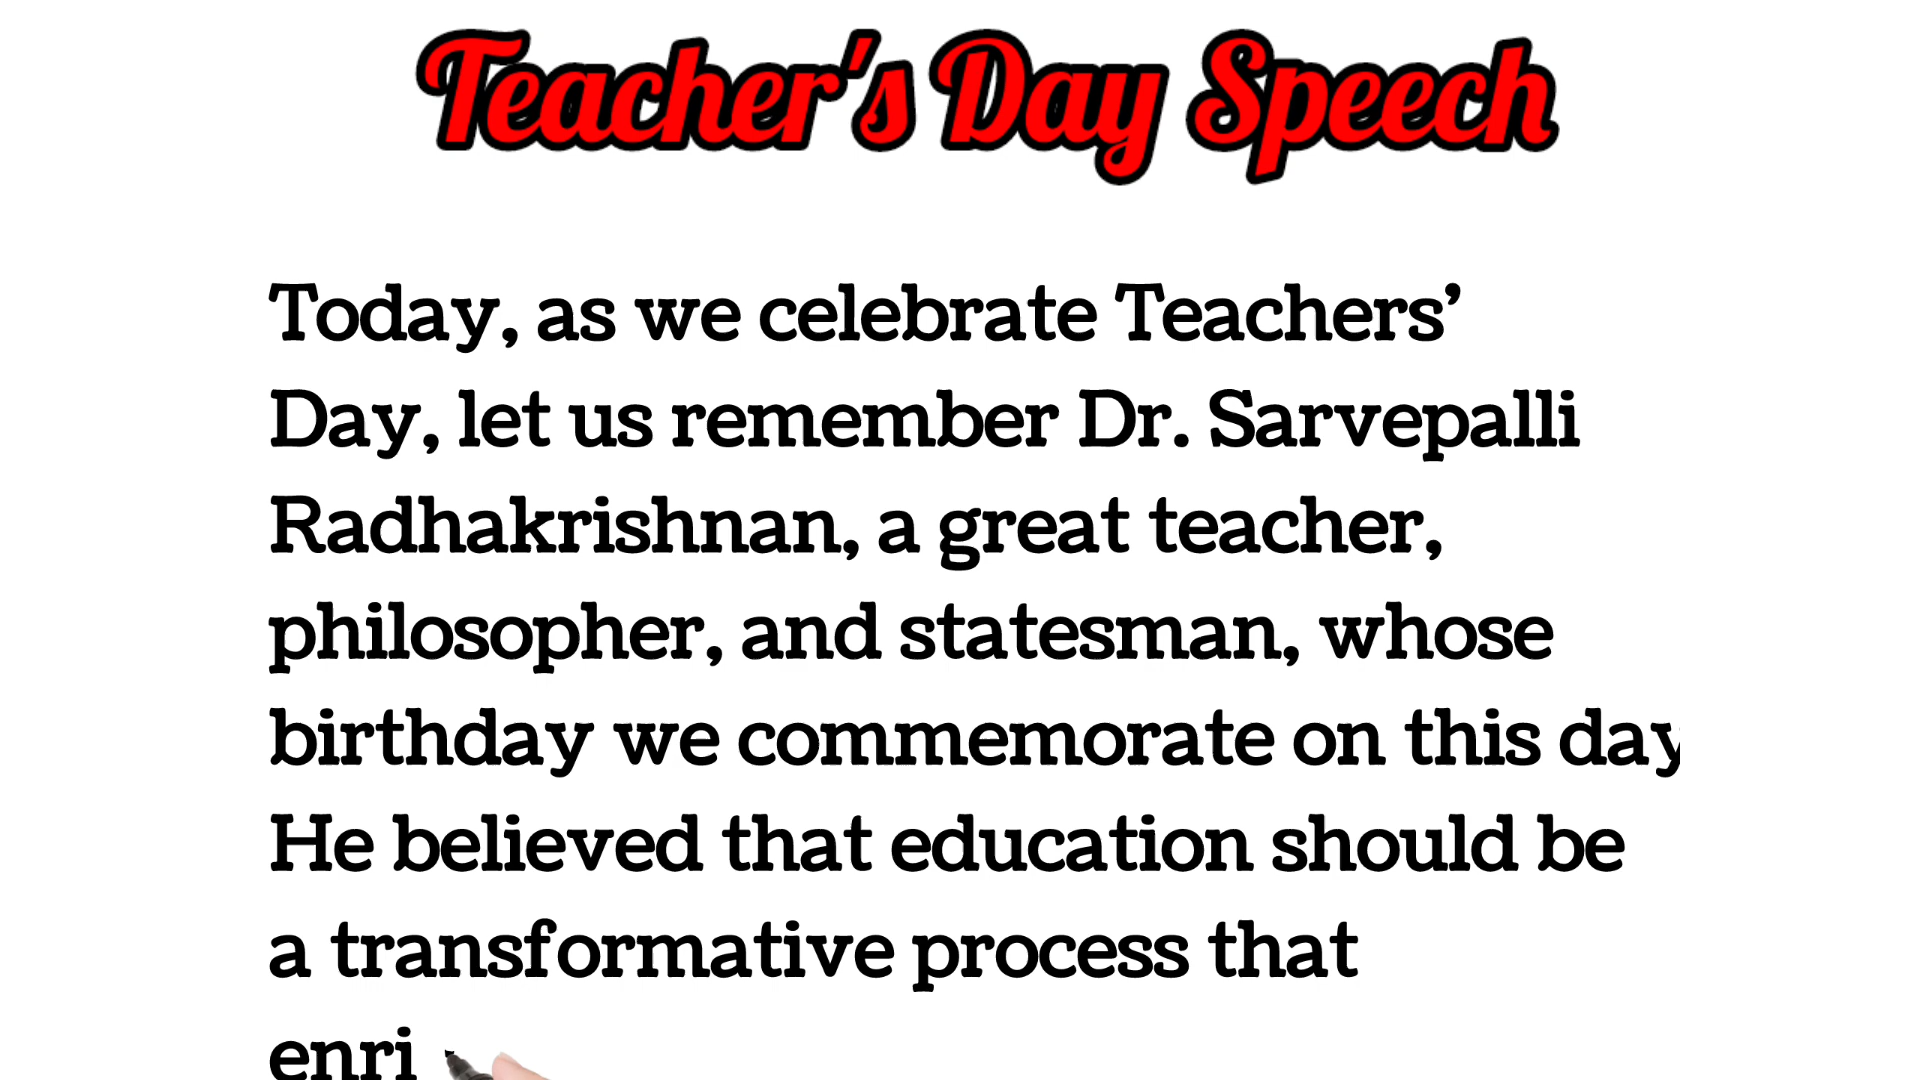 Teacher's Day Speech
Today, as we celebrate Teachers’
Day, let us remember Dr. Sarvepalli
Radhakrishnan, a great teacher,
philosopher, and statesman, whose
birthday we commemorate on this day
He believed that education should be
a transformative process that
enri